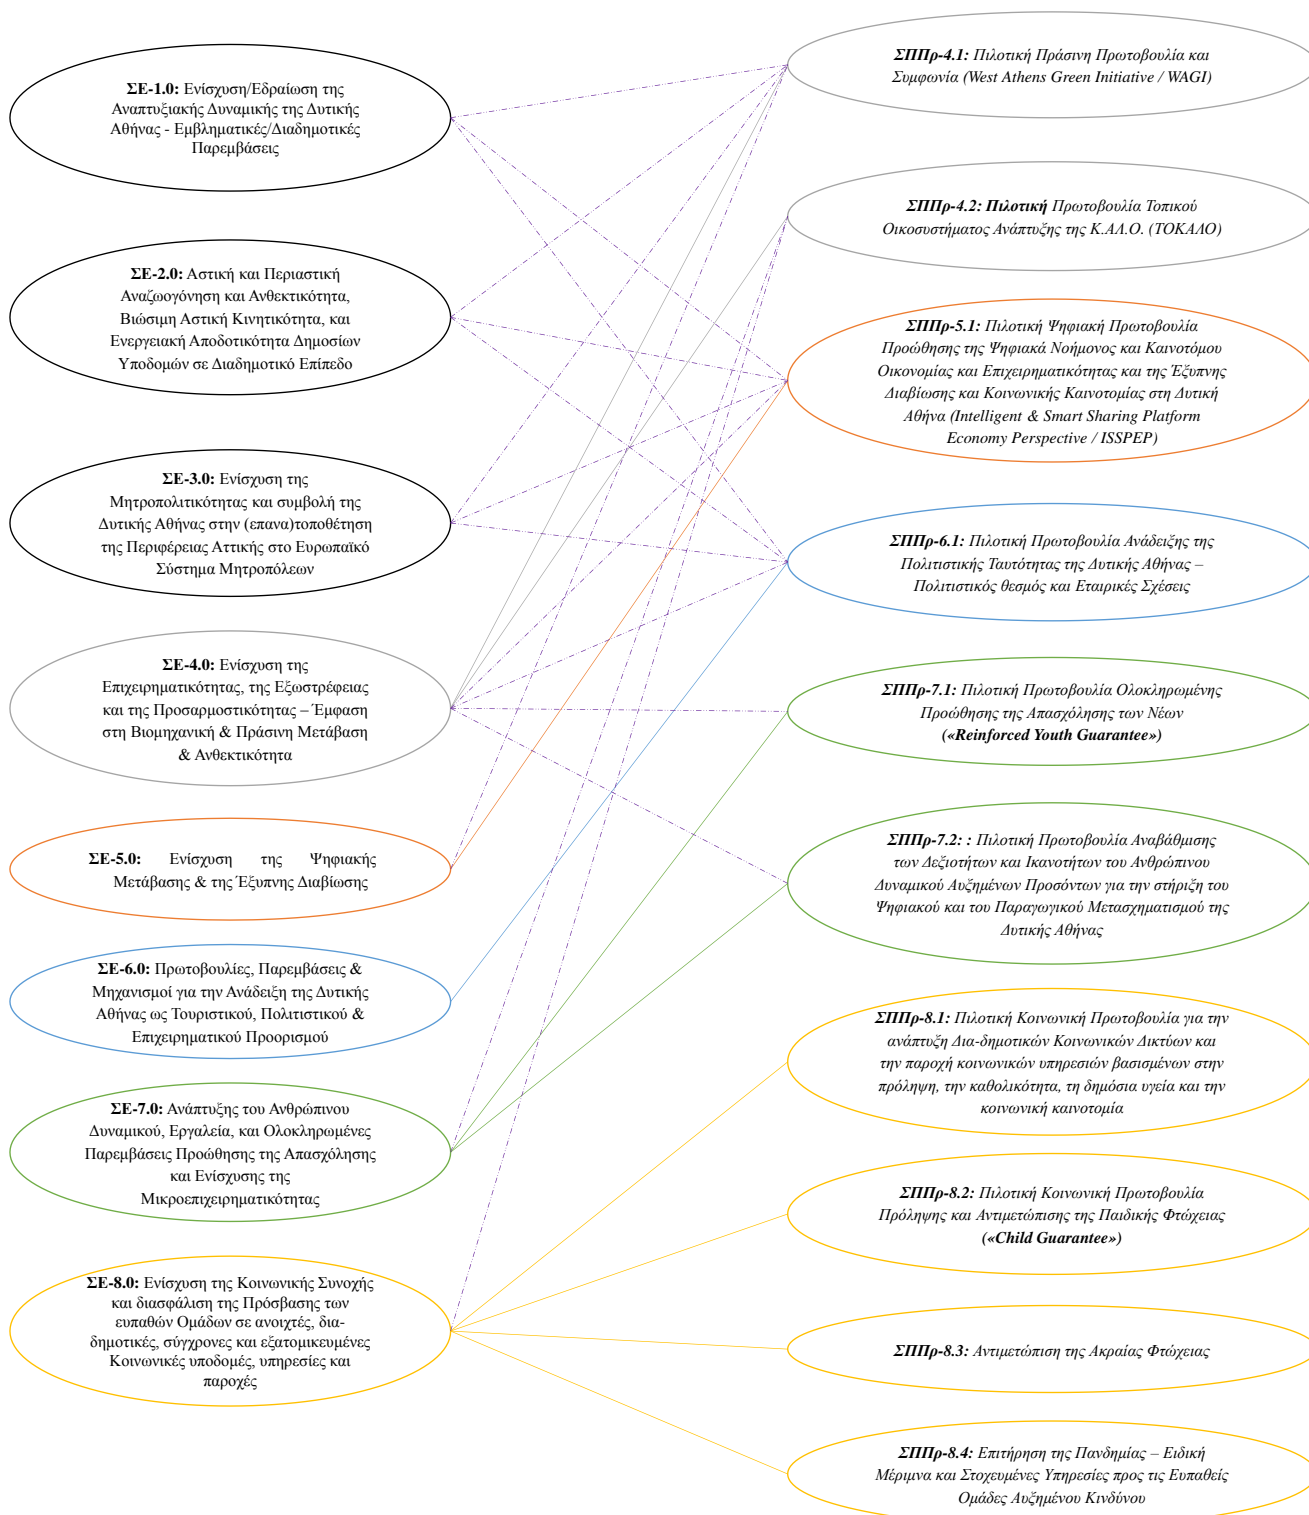 ΣΕ-1.0: Ενίσχυση/Εδραίωση της
Αναπτυξιακής Δυναμικής της Δυτικής
Αθήνας - Εμβληματικές/Διαδημοτικές
Παρεμβάσεις
ΣΕ-2.0: Αστική και Περιαστική
Αναζωογόνηση και Ανθεκτικότητα,
Βιώσιμη Αστική Κινητικότητα, και
Ενεργειακή Αποδοτικότητα Δημοσίων
Υποδομών σε Διαδημοτικό Επίπεδο
ΣΕ-3.0: Ενίσχυση της
Μητροπολιτικότητας και συμβολή της
Δυτικής Αθήνας στην (επανα)τοποθέτηση
της Περιφέρειας Αττικής στο Ευρωπαϊκό
Σύστημα Μητροπόλεων
ΣΕ-4.0: Ενίσχυση της
Επιχειρηματικότητας, της Εξωστρέφειας
και της Προσαρμοστικότητας – Έμφαση
στη Βιομηχανική & Πράσινη Μετάβαση
& Ανθεκτικότητα
ΣΕ-5.0: Ενίσχυση της Ψηφιακής
Μετάβασης & της Έξυπνης Διαβίωσης
ΣΕ-6.0: Πρωτοβουλίες, Παρεμβάσεις &
Μηχανισμοί για την Ανάδειξη της Δυτικής
Αθήνας ως Τουριστικού, Πολιτιστικού &
Επιχειρηματικού Προορισμού
ΣΕ-7.0: Ανάπτυξης του Ανθρώπινου
Δυναμικού, Εργαλεία, και Ολοκληρωμένες
Παρεμβάσεις Προώθησης της Απασχόλησης
και Ενίσχυσης της
Μικροεπιχειρηματικότητας
ΣΕ-8.0: Ενίσχυση της Κοινωνικής Συνοχής
και διασφάλιση της Πρόσβασης των
ευπαθών Ομάδων σε ανοιχτές, δια-
δημοτικές, σύγχρονες και εξατομικευμένες
Κοινωνικές υποδομές, υπηρεσίες και
παροχές
ΣΠΠρ-4.1: Πιλοτική Πράσινη Πρωτοβουλία και
Συμφωνία (West Athens Green Initiative / WAGI)
ΣΠΠρ-4.2: Πιλοτική Πρωτοβουλία Τοπικού
Οικοσυστήματος Ανάπτυξης της Κ.ΑΛ.Ο. (ΤΟΚΑΛΟ)
ΣΠΠρ-5.1: Πιλοτική Ψηφιακή Πρωτοβουλία
Προώθησης της Ψηφιακά Νοήμονος και Καινοτόμου
Οικονομίας και Επιχειρηματικότητας και της Έξυπνης
Διαβίωσης και Κοινωνικής Καινοτομίας στη Δυτική
Αθήνα (Intelligent & Smart Sharing Platform
Economy Perspective / ISSPEP)
ΣΠΠρ-6.1: Πιλοτική Πρωτοβουλία Ανάδειξης της
Πολιτιστικής Ταυτότητας της Δυτικής Αθήνας –
Πολιτιστικός θεσμός και Εταιρικές Σχέσεις
ΣΠΠρ-7.1: Πιλοτική Πρωτοβουλία Ολοκληρωμένης
Προώθησης της Απασχόλησης των Νέων
(«Reinforced Youth Guarantee»)
ΣΠΠρ-7.2: : Πιλοτική Πρωτοβουλία Αναβάθμισης
των Δεξιοτήτων και Ικανοτήτων του Ανθρώπινου
Δυναμικού Αυξημένων Προσόντων για την στήριξη του
Ψηφιακού και του Παραγωγικού Μετασχηματισμού της
Δυτικής Αθήνας
ΣΠΠρ-8.1: Πιλοτική Κοινωνική Πρωτοβουλία για την
ανάπτυξη Δια-δημοτικών Κοινωνικών Δικτύων και
την παροχή κοινωνικών υπηρεσιών βασισμένων στην
πρόληψη, την καθολικότητα, τη δημόσια υγεία και την
κοινωνική καινοτομία
ΣΠΠρ-8.2: Πιλοτική Κοινωνική Πρωτοβουλία
Πρόληψης και Αντιμετώπισης της Παιδικής Φτώχειας
(«Child Guarantee»)
ΣΠΠρ-8.3: Αντιμετώπιση της Ακραίας Φτώχειας
ΣΠΠρ-8.4: Επιτήρηση της Πανδημίας – Ειδική
Μέριμνα και Στοχευμένες Υπηρεσίες προς τις Ευπαθείς
Ομάδες Αυξημένου Κινδύνου